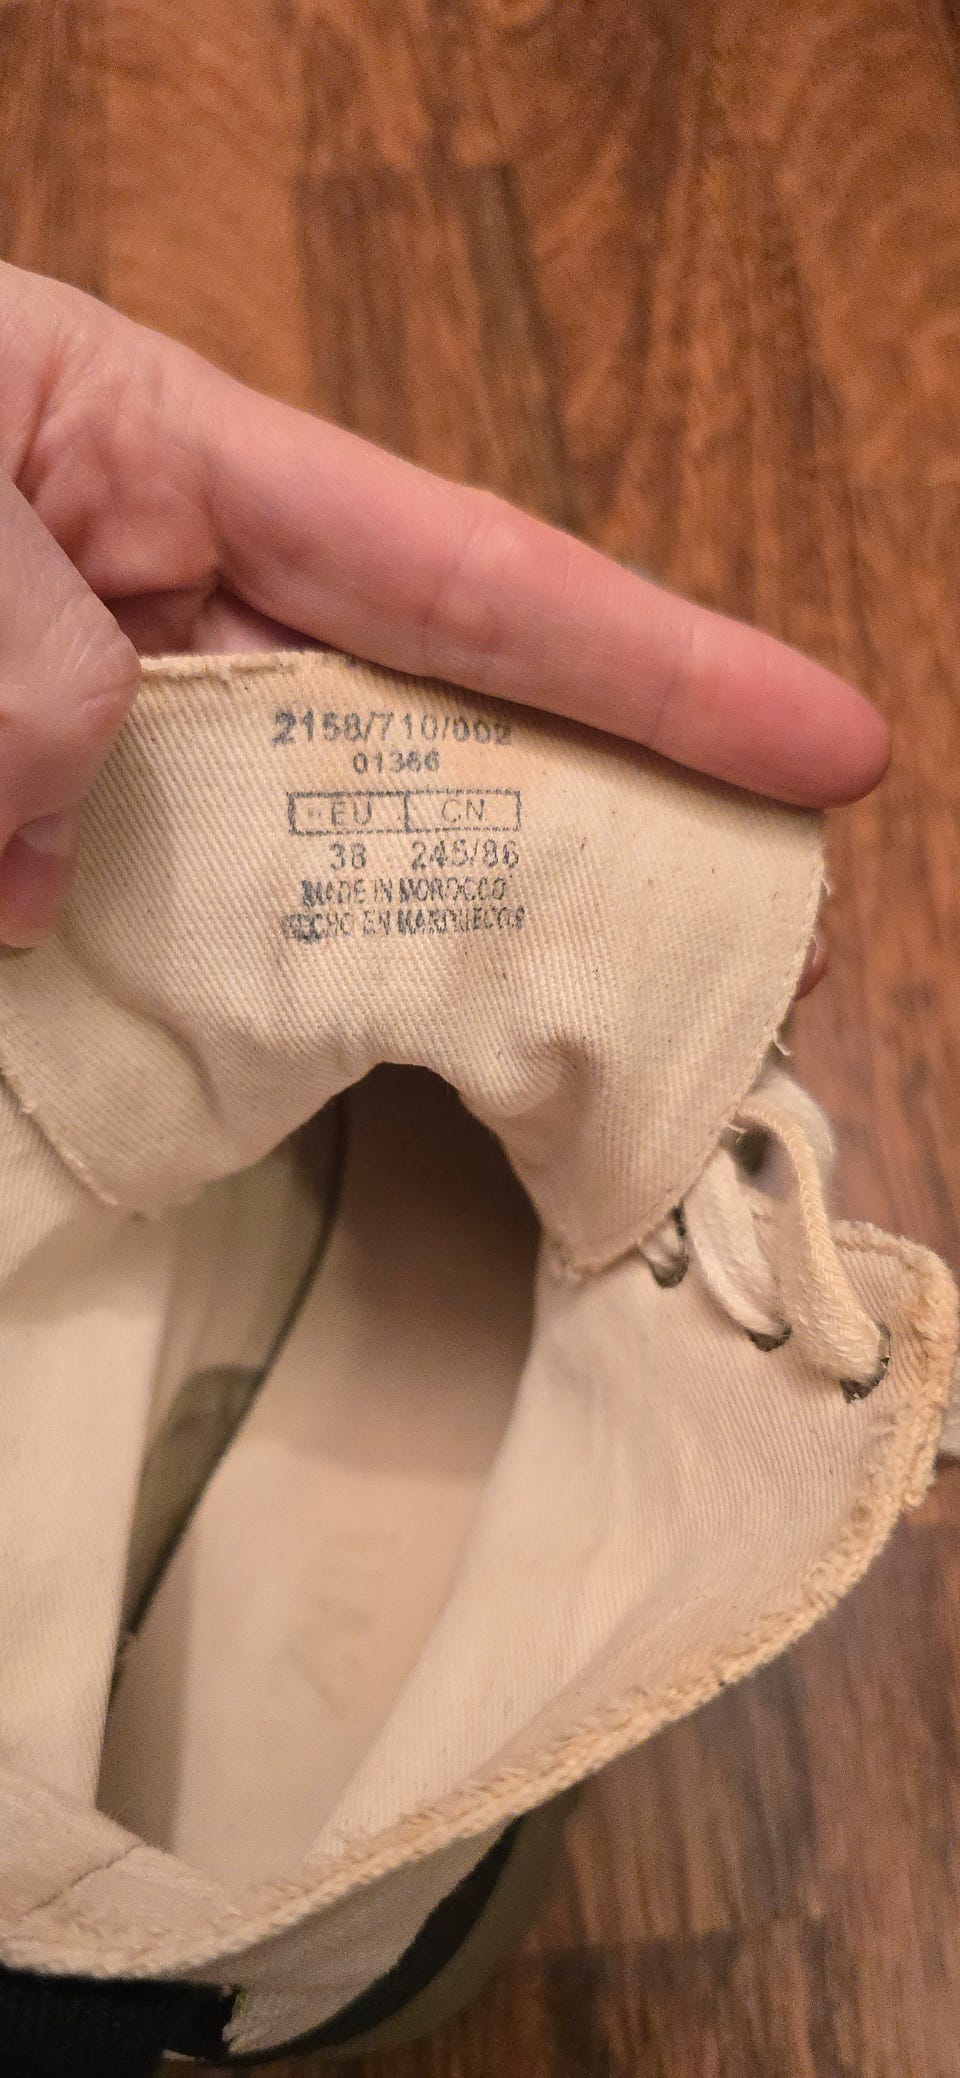 2158/710/002
01366
EU CN
38 245/86
MADE IN MOROCCO
HECHO EN MARRUECOS